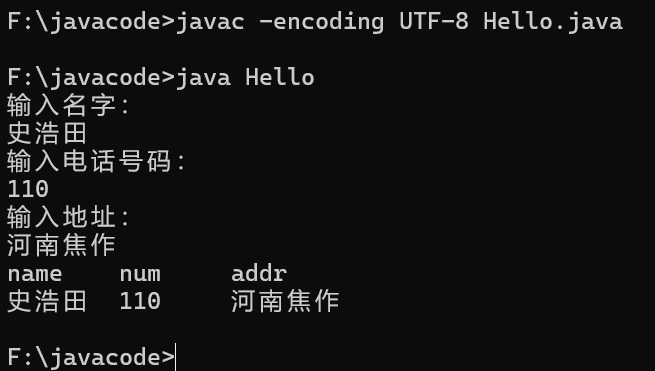 F:\javacode>javac -encoding UTF-8 Hello.java
F:\javacode>java Hello
输入名字:
史浩田
输入电话号码:
110
输入地址:
河南焦作
name    num     addr
史浩田  110     河南焦作
F:\javacode>